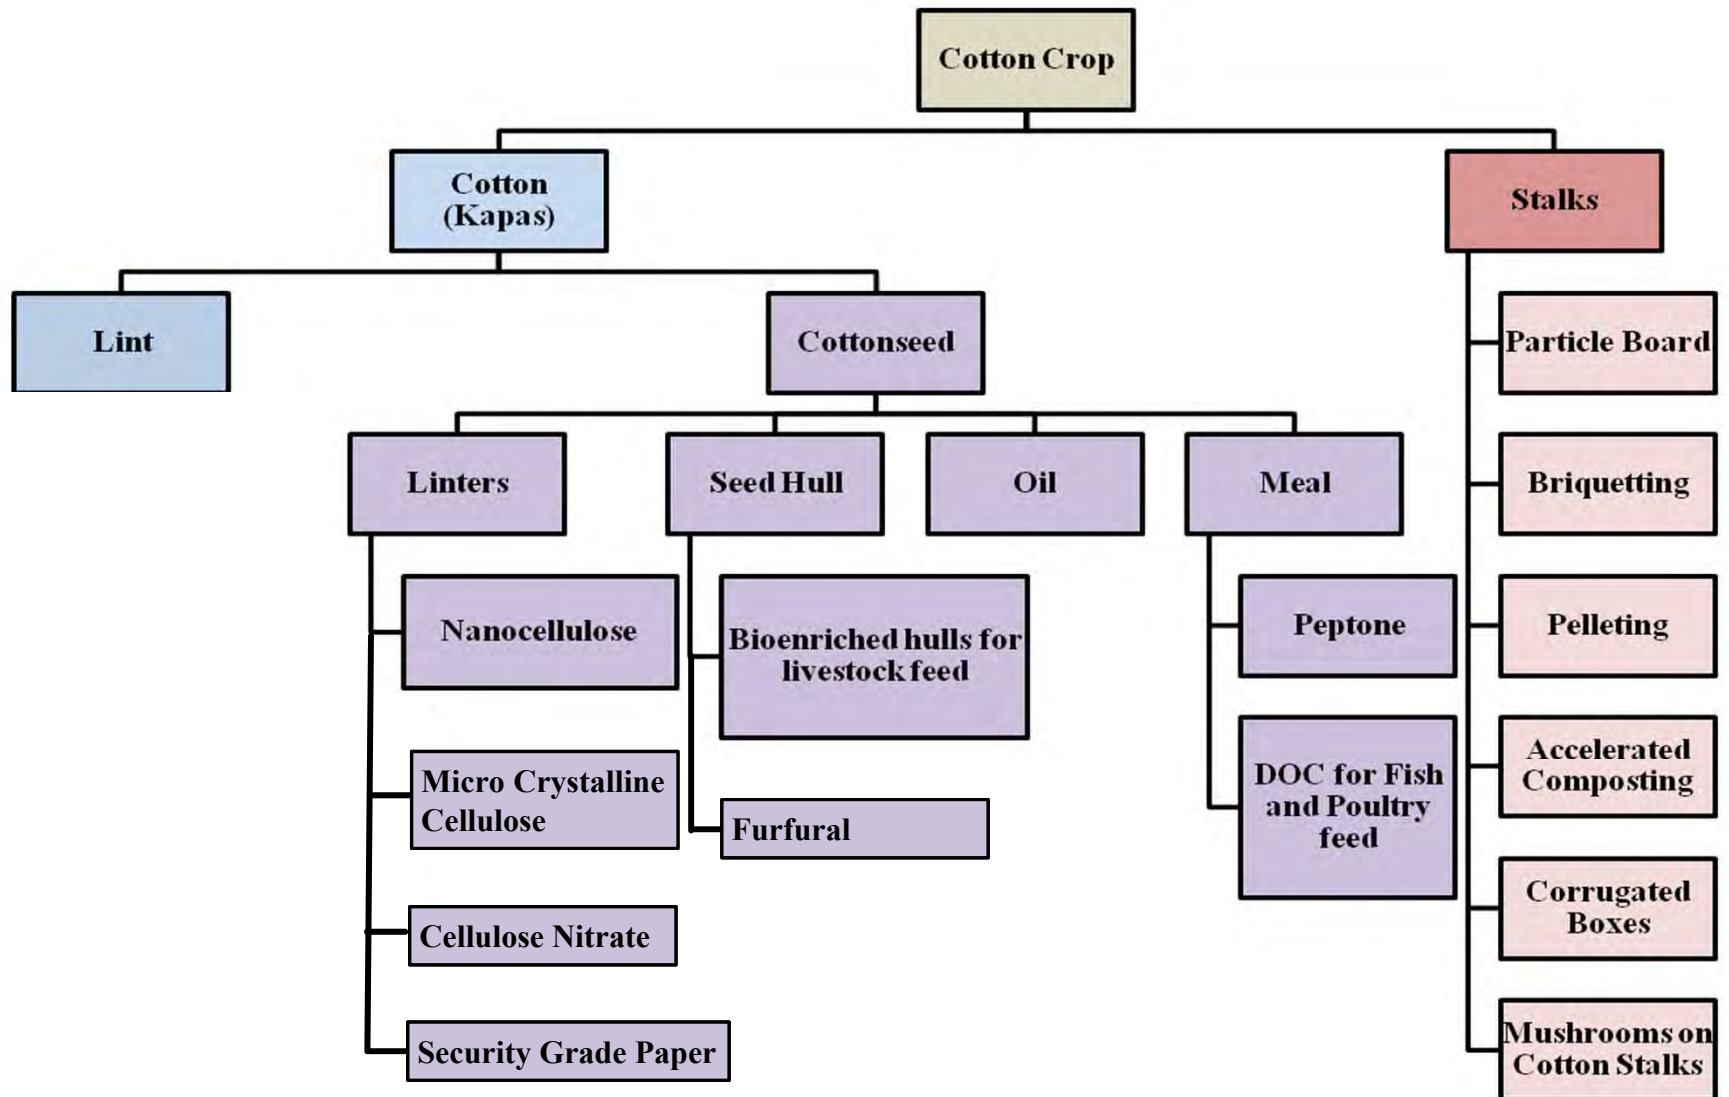 Cotton Crop
Cotton
(Kapas)
Stalks
Lint
Cottonseed
Particle Board
Linters
Seed Hull
Oil
Meal
Briquetting
Nanocellulose
Bioenriched hulls for
livestock feed
Peptone
Pelleting
Micro Crystalline
Cellulose
Furfural
DOC for Fish
and Poultry
feed
Accelerated
Composting
Cellulose Nitrate
Corrugated
Boxes
Security Grade Paper
Mushrooms on
Cotton Stalks